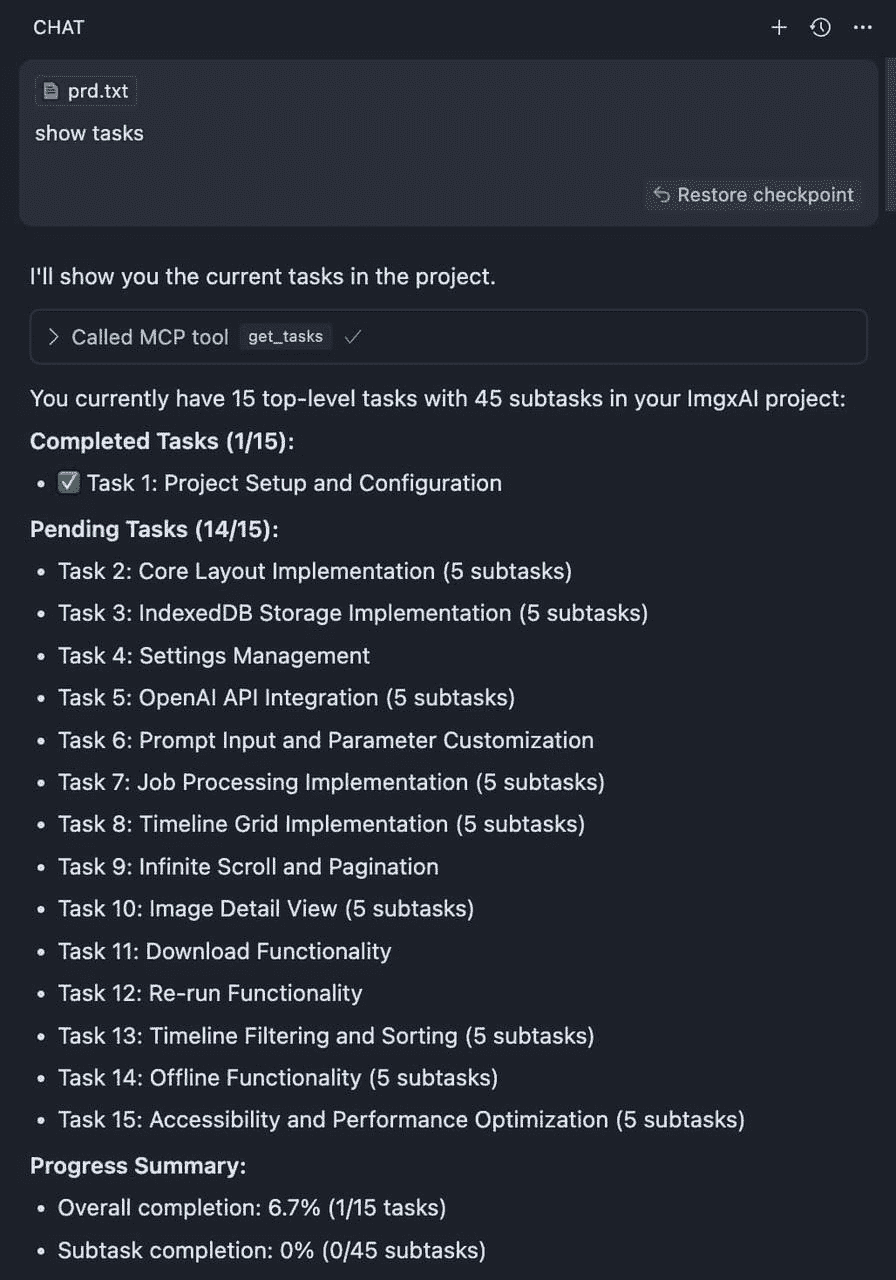 CHAT
prd.txt
show tasks
Restore checkpoint
I'll show you the current tasks in the project.
Called MCP tool get_tasks
You currently have 15 top-level tasks with 45 subtasks in your ImgxAI project:
Completed Tasks (1/15):
• ☑ Task 1: Project Setup and Configuration
Pending Tasks (14/15):
• Task 2: Core Layout Implementation (5 subtasks)
• Task 3: IndexedDB Storage Implementation (5 subtasks)
• Task 4: Settings Management
• Task 5: OpenAI API Integration (5 subtasks)
• Task 6: Prompt Input and Parameter Customization
• Task 7: Job Processing Implementation (5 subtasks)
• Task 8: Timeline Grid Implementation (5 subtasks)
• Task 9: Infinite Scroll and Pagination
• Task 10: Image Detail View (5 subtasks)
• Task 11: Download Functionality
• Task 12: Re-run Functionality
• Task 13: Timeline Filtering and Sorting (5 subtasks)
• Task 14: Offline Functionality (5 subtasks)
• Task 15: Accessibility and Performance Optimization (5 subtasks)
Progress Summary:
• Overall completion: 6.7% (1/15 tasks)
• Subtask completion: 0% (0/45 subtasks)